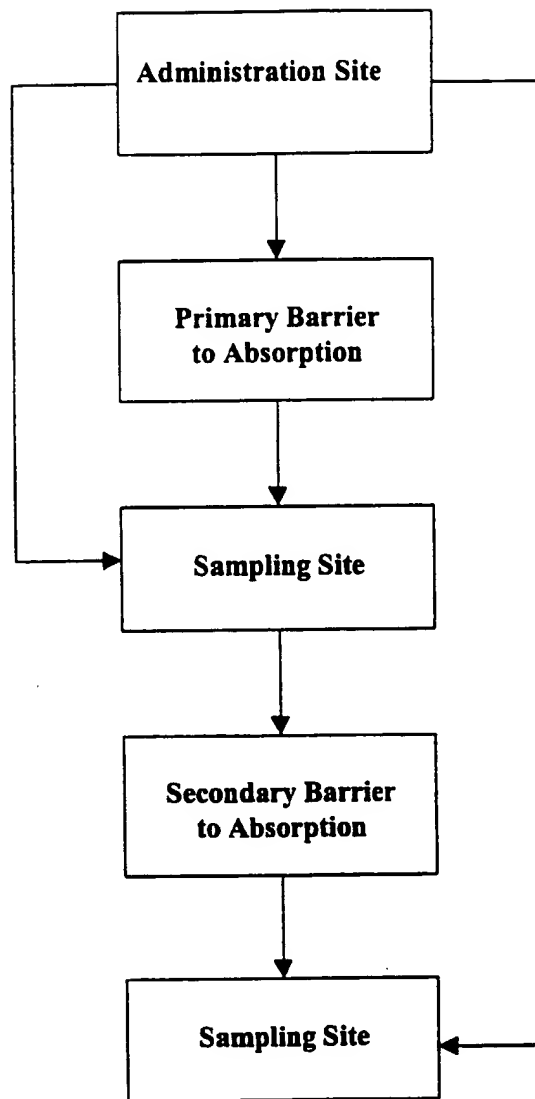 Administration Site
Primary Barrier
to Absorption
Sampling Site
Secondary Barrier
to Absorption
Sampling Site